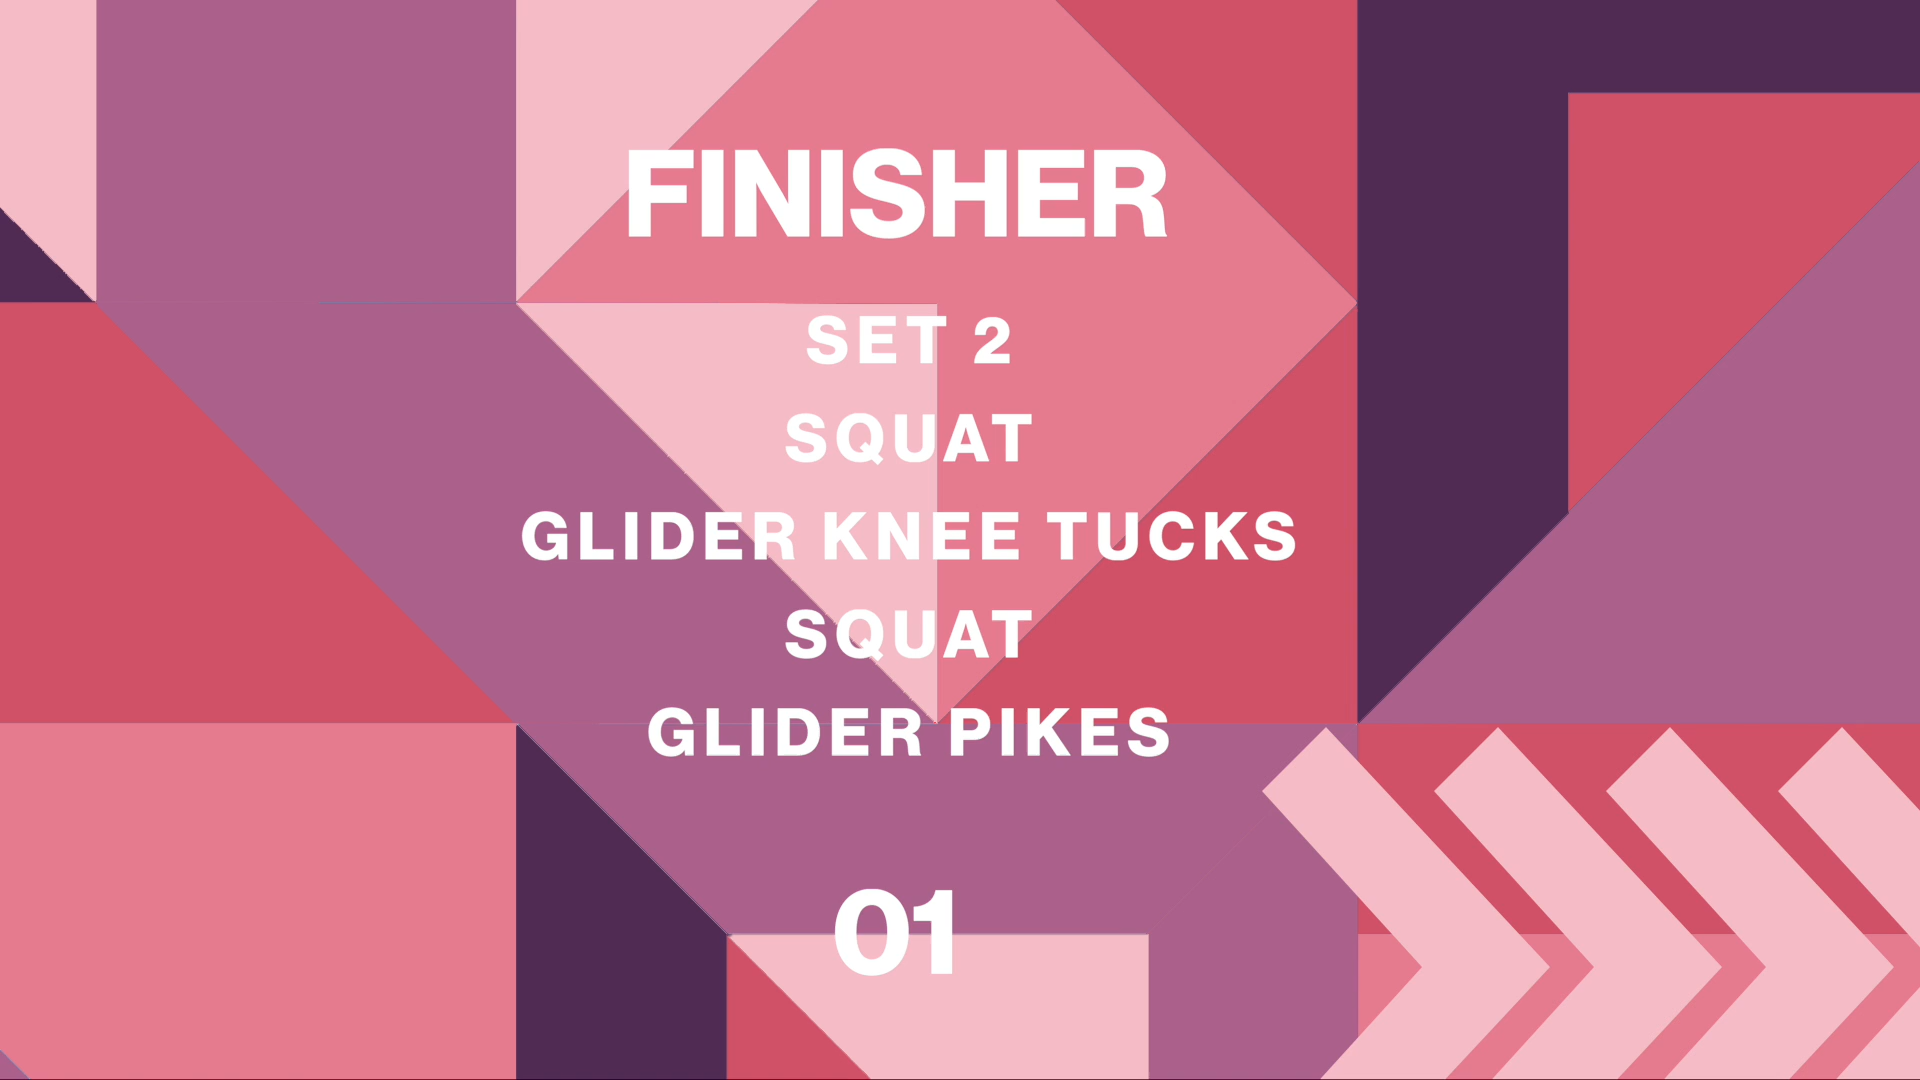 FINISHER
SET 2
SQUAT
GLIDER KNEE TUCKS
SQUAT
GLIDER PIKES
01